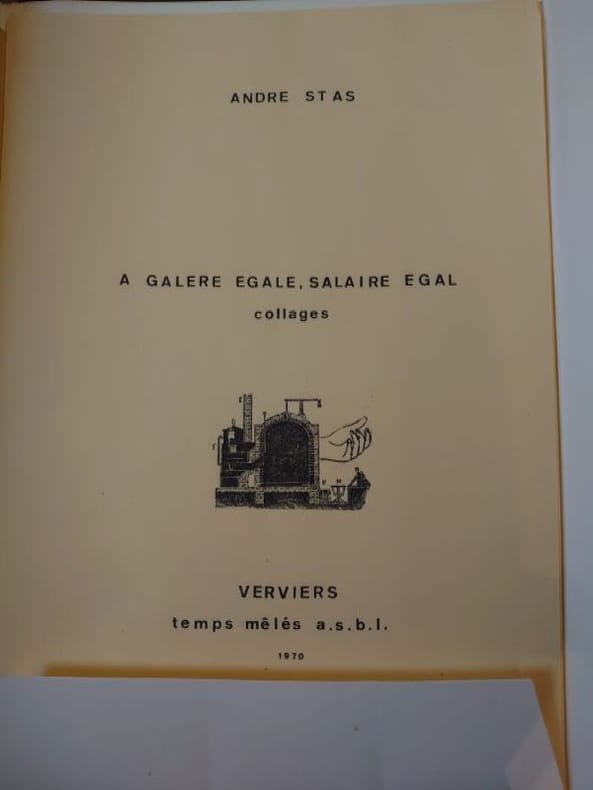 ANDRE STAS
A GALERE EGALE, SALAIRE EGAL
collages
VERVIERS
temps mêlés a.s.b.l.
1970